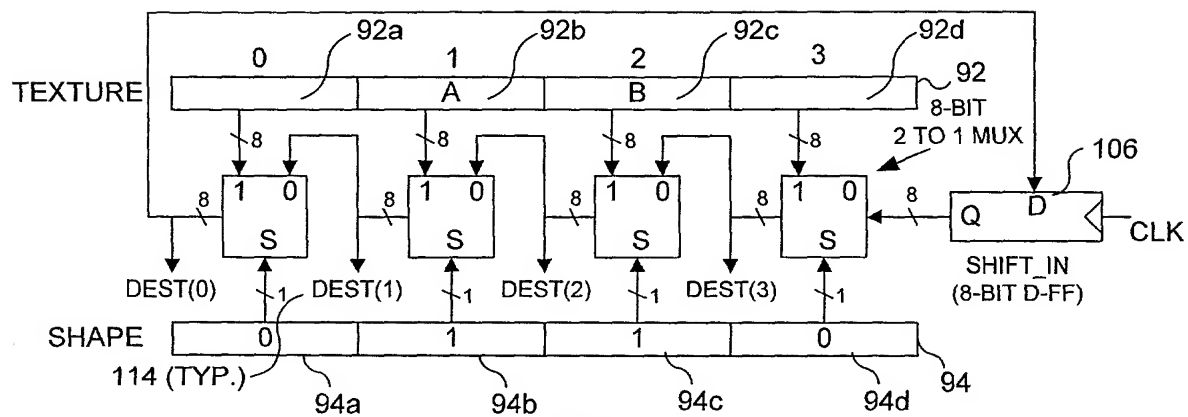 92a 92b 92c 92d
0 1 2 3
TEXTURE A B 92
8-BIT
2 TO 1 MUX
8 8 8 8
106
1 0 1 0 1 0 1 0
8 8 8 8 8 Q D
S S S S CLK
DEST(0) 1 DEST(1) 1 DEST(2) 1 DEST(3) 1
SHIFT_IN
(8-BIT D-FF)
SHAPE 0 1 1 0
114 (TYP.) 94a 94b 94c 94d 94